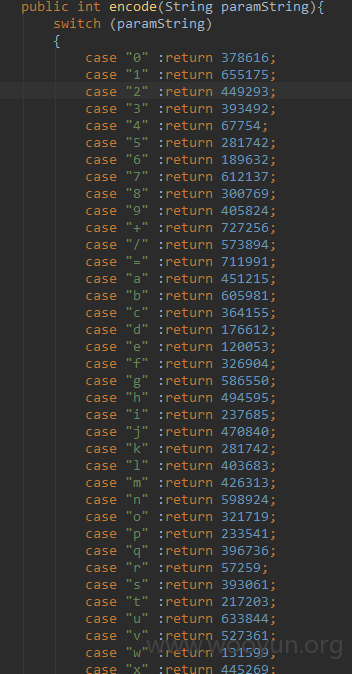 public int encode(String paramString){
switch (paramString)
{
case "0" :return 378616;
case "1" :return 655175;
case "2" :return 449293;
case "3" :return 393492;
case "4" :return 67754;
case "5" :return 281742;
case "6" :return 189632;
case "7" :return 612137;
case "8" :return 300769;
case "9" :return 405824;
case "+" :return 727256;
case "/" :return 573894;
case "=" :return 711991;
case "a" :return 451215;
case "b" :return 605981;
case "c" :return 364155;
case "d" :return 176612;
case "e" :return 120053;
case "f" :return 326904;
case "g" :return 586550;
case "h" :return 494595;
case "i" :return 237685;
case "j" :return 470840;
case "k" :return 281742;
case "l" :return 403683;
case "m" :return 426313;
case "n" :return 598924;
case "o" :return 321719;
case "p" :return 233541;
case "q" :return 396736;
case "r" :return 57259;
case "s" :return 393061;
case "t" :return 217203;
case "u" :return 633844;
case "v" :return 527361;
case "w" :return 151599;
case "x" :return 445269;
www.wooyun.org